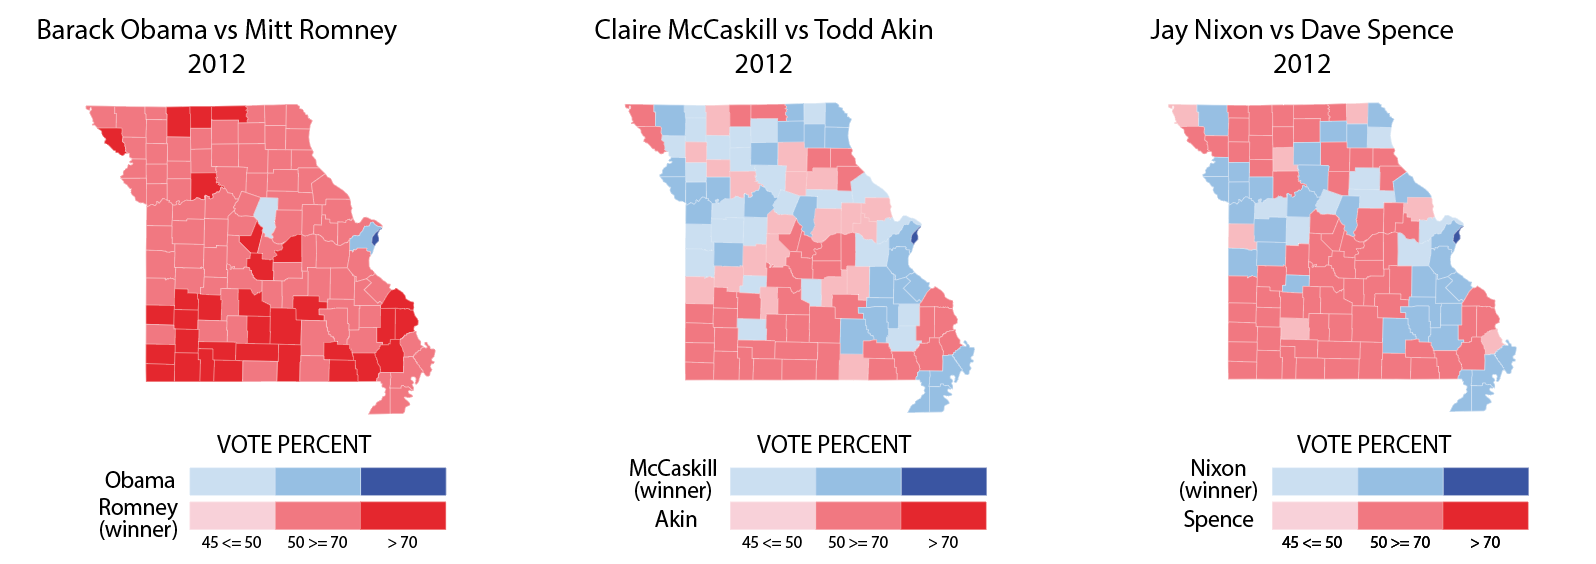 Barack Obama vs Mitt Romney
2012
Claire McCaskill vs Todd Akin
2012
Jay Nixon vs Dave Spence
2012
VOTE PERCENT
Obama
Romney
(winner)
45 <= 50
50 >= 70
> 70
VOTE PERCENT
McCaskill
(winner)
Akin
45 <= 50
50 >= 70
> 70
VOTE PERCENT
Nixon
(winner)
Spence
45 <= 50
50 >= 70
> 70